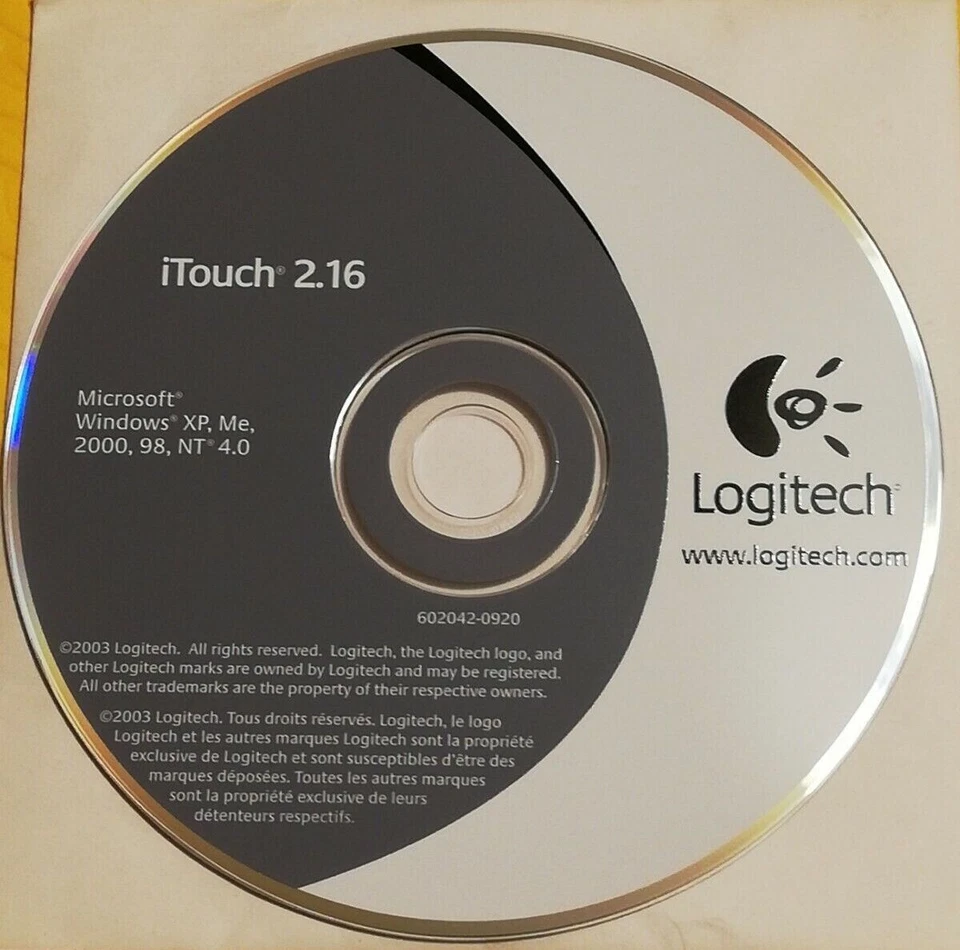 iTouch® 2.16
Microsoft®
Windows® XP, Me,
2000, 98, NT® 4.0
Logitech®
www.logitech.com
602042-0920
©2003 Logitech. All rights reserved. Logitech, the Logitech logo, and
other Logitech marks are owned by Logitech and may be registered.
All other trademarks are the property of their respective owners.
©2003 Logitech. Tous droits réservés. Logitech, le logo
Logitech et les autres marques Logitech sont la propriété
exclusive de Logitech et sont susceptibles d'être des
marques déposées. Toutes les autres marques
sont la propriété exclusive de leurs
détenteurs respectifs.